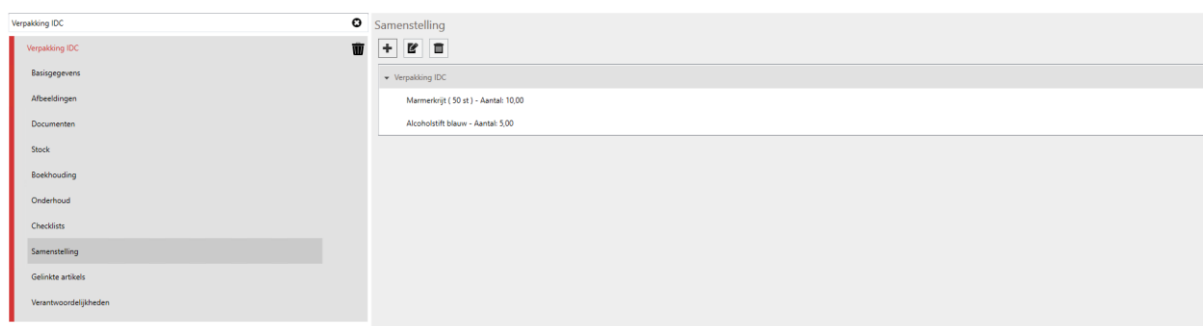 Verpakking IDC
Verpakking IDC
Basisgegevens
Afbeeldingen
Documenten
Stock
Boekhouding
Onderhoud
Checklists
Samenstelling
Gelinkte artikels
Verantwoordelijkheden
Samenstelling
Verpakking IDC
Marmerkrijt ( 50 st ) - Aantal: 10,00
Alcoholstift blauw - Aantal: 5,00